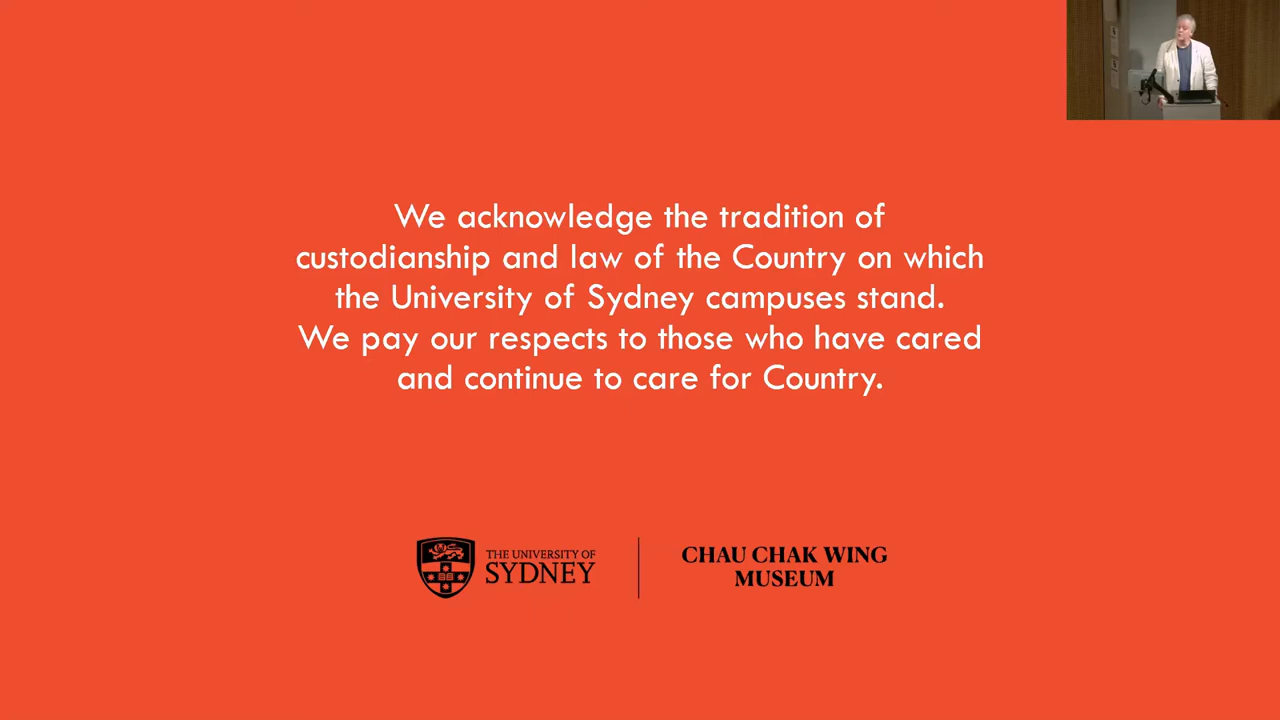 We acknowledge the tradition of
custodianship and law of the Country on which
the University of Sydney campuses stand.
We pay our respects to those who have cared
and continue to care for Country.
THE UNIVERSITY OF
SYDNEY
CHAU CHAK WING
MUSEUM